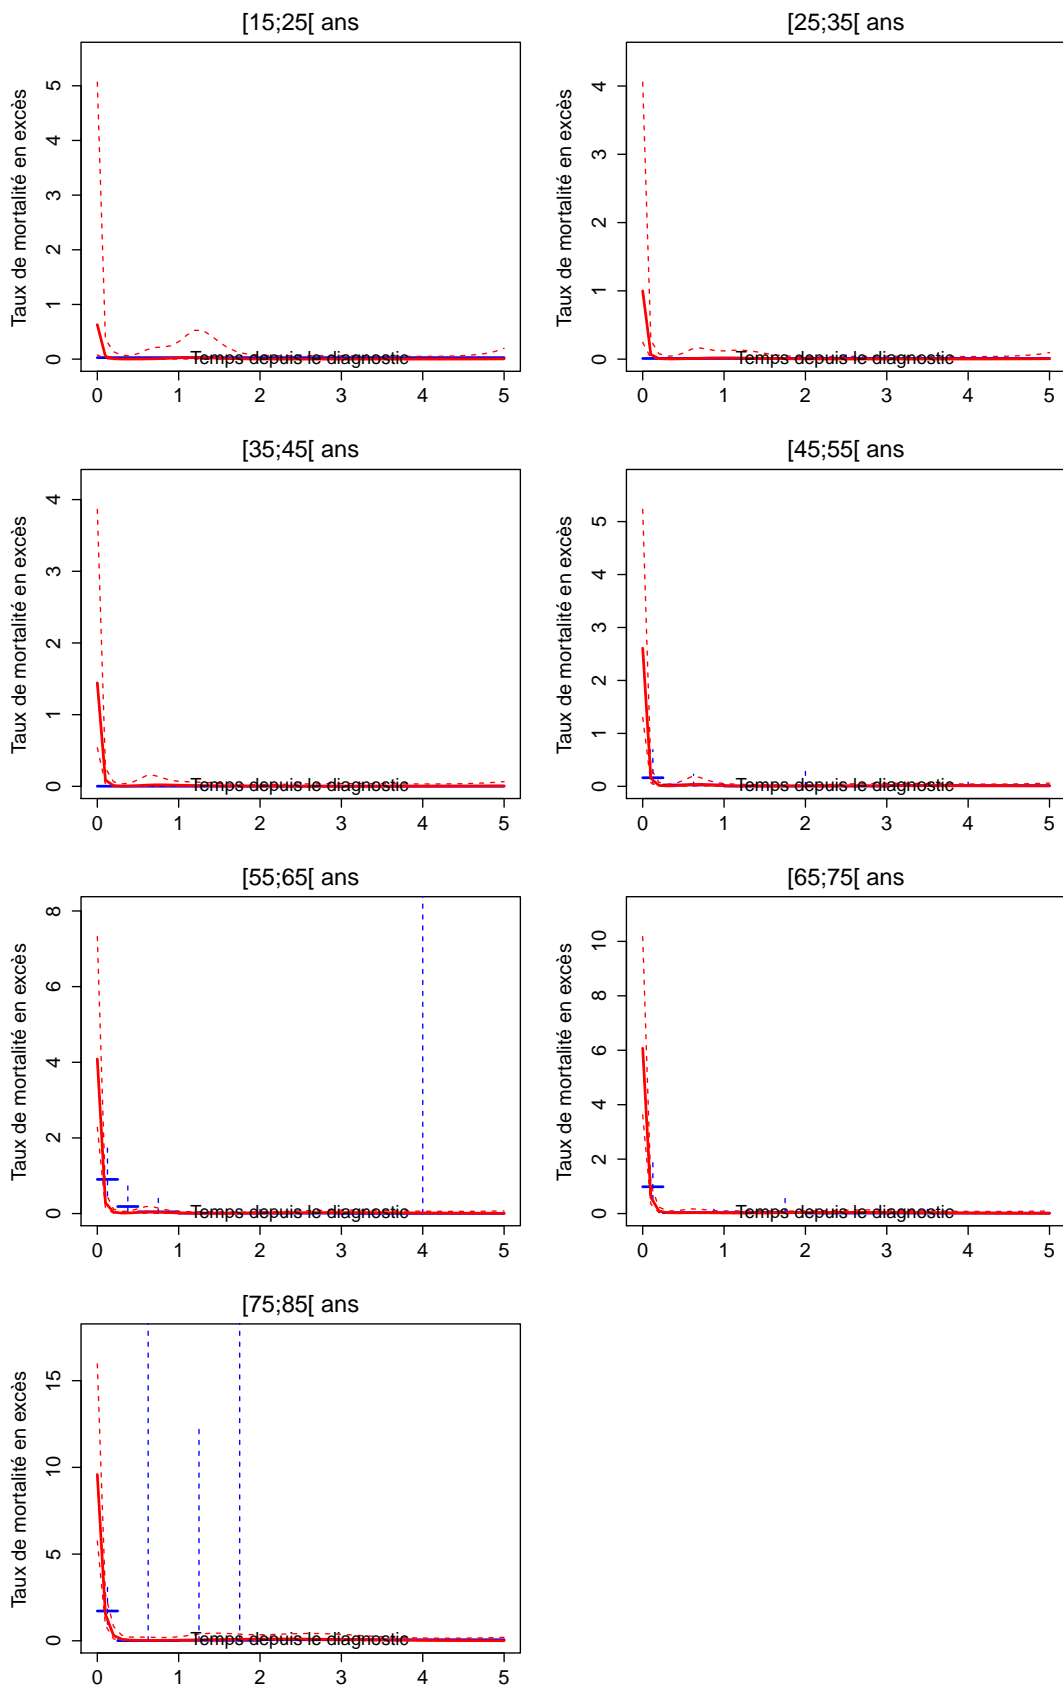 [15;25[ ans
Taux de mortalité en excès
5
4
3
2
1
0
Temps depuis le diagnostic
0 1 2 3 4 5
[25;35[ ans
Taux de mortalité en excès
4
3
2
1
0
Temps depuis le diagnostic
0 1 2 3 4 5
[35;45[ ans
Taux de mortalité en excès
4
3
2
1
0
Temps depuis le diagnostic
0 1 2 3 4 5
[45;55[ ans
Taux de mortalité en excès
5
4
3
2
1
0
Temps depuis le diagnostic
0 1 2 3 4 5
[55;65[ ans
Taux de mortalité en excès
8
6
4
2
0
Temps depuis le diagnostic
0 1 2 3 4 5
[65;75[ ans
Taux de mortalité en excès
10
8
6
4
2
0
Temps depuis le diagnostic
0 1 2 3 4 5
[75;85[ ans
Taux de mortalité en excès
15
10
5
0
Temps depuis le diagnostic
0 1 2 3 4 5